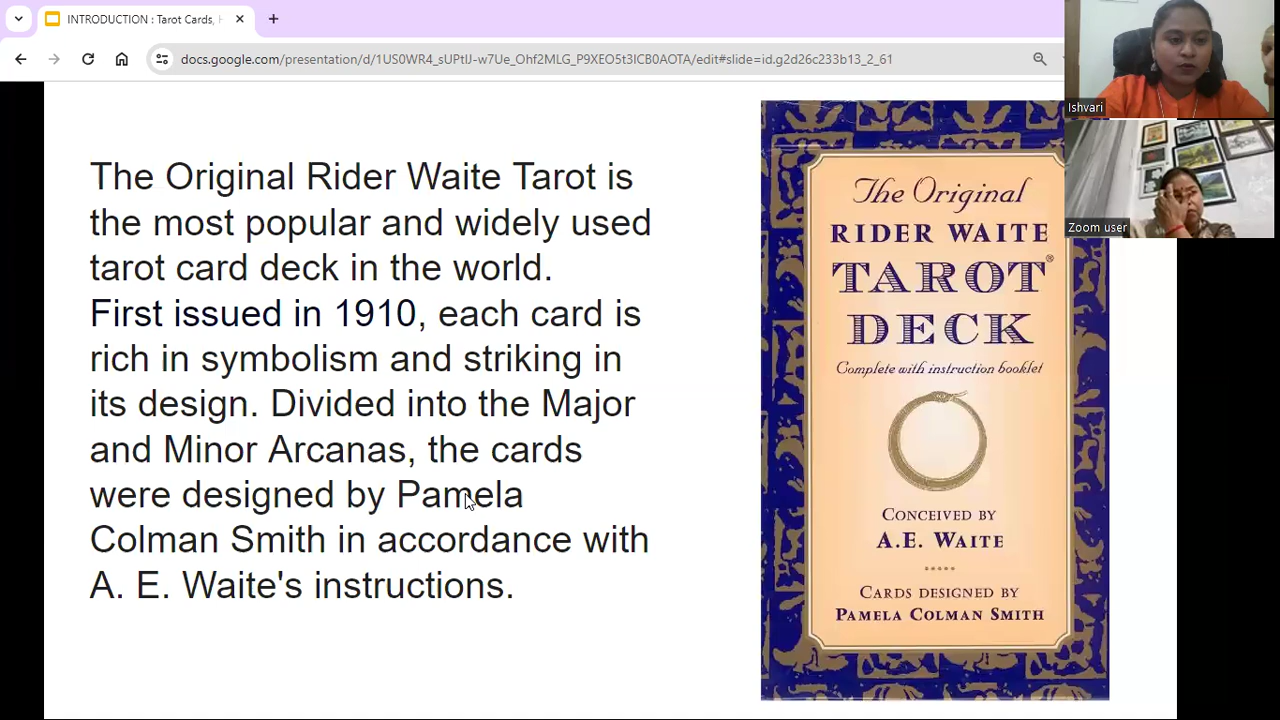 INTRODUCTION : Tarot Cards,
docs.google.com/presentation/d/1US0WR4_sUPtIJ-w7Ue_Ohf2MLG_P9XEO5t3ICB0AOTA/edit#slide=id.g2d26c233b13_2_61
Ishvari
Zoom user
The Original Rider Waite Tarot is
the most popular and widely used
tarot card deck in the world.
First issued in 1910, each card is
rich in symbolism and striking in
its design. Divided into the Major
and Minor Arcanas, the cards
were designed by Pamela
Colman Smith in accordance with
A. E. Waite's instructions.
The Original
RIDER WAITE
TAROT®
DECK
Complete with instruction booklet
CONCEIVED BY
A.E. WAITE
CARDS DESIGNED BY
PAMELA COLMAN SMITH